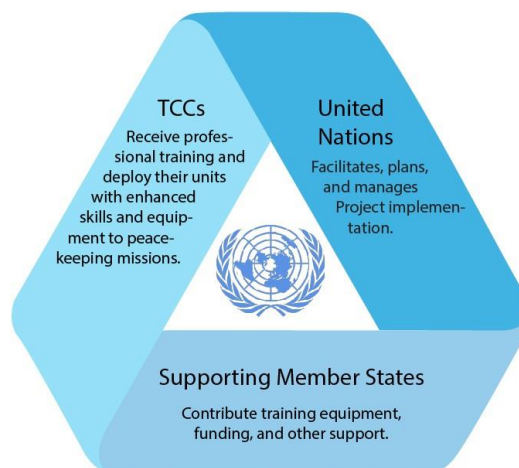 TCCs
Receive profes-
sional training and
deploy their units
with enhanced
skills and equip-
ment to peace-
keeping missions.
United
Nations
Facilitates, plans,
and manages
Project implemen-
tation.
Supporting Member States
Contribute training equipment,
funding, and other support.